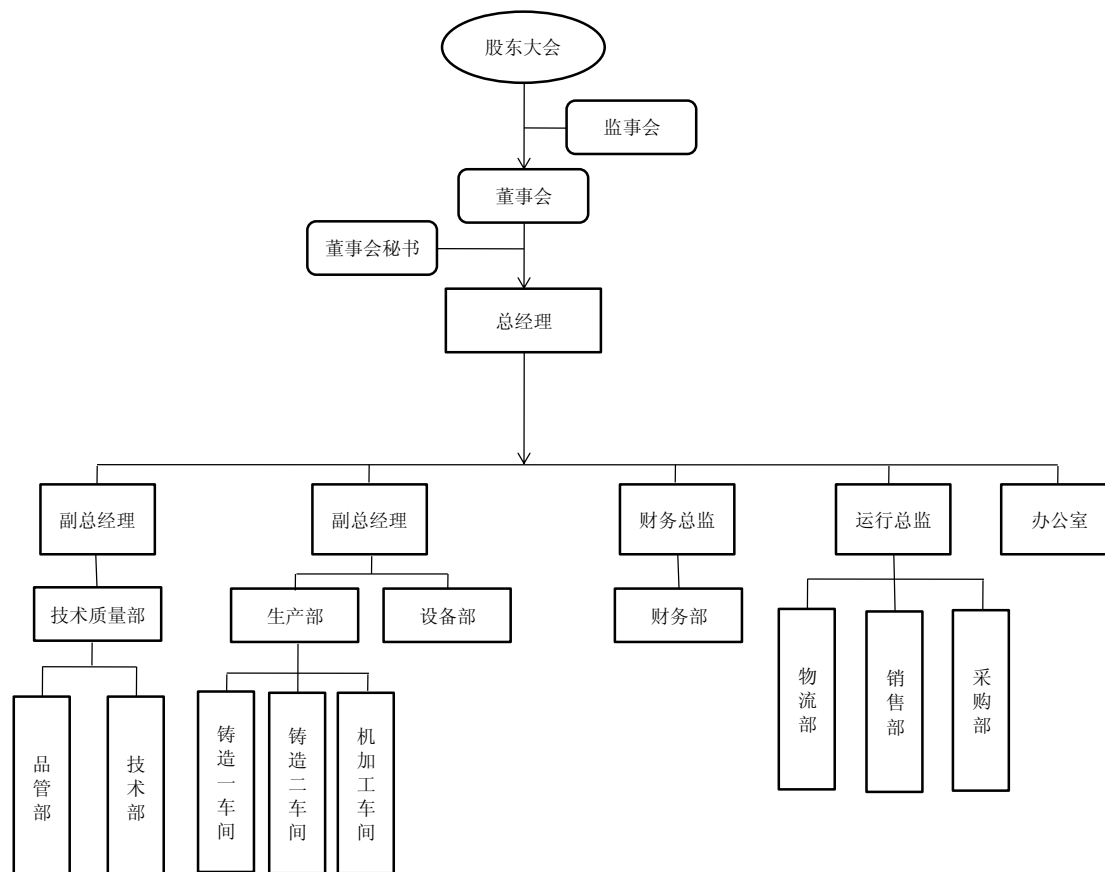 股东大会
监事会
董事会
董事会秘书
总经理
副总经理
副总经理
财务总监
运行总监
办公室
技术质量部
生产部
设备部
财务部
物流部
销售部
采购部
品管部
技术部
铸造一车间
铸造二车间
机加工车间